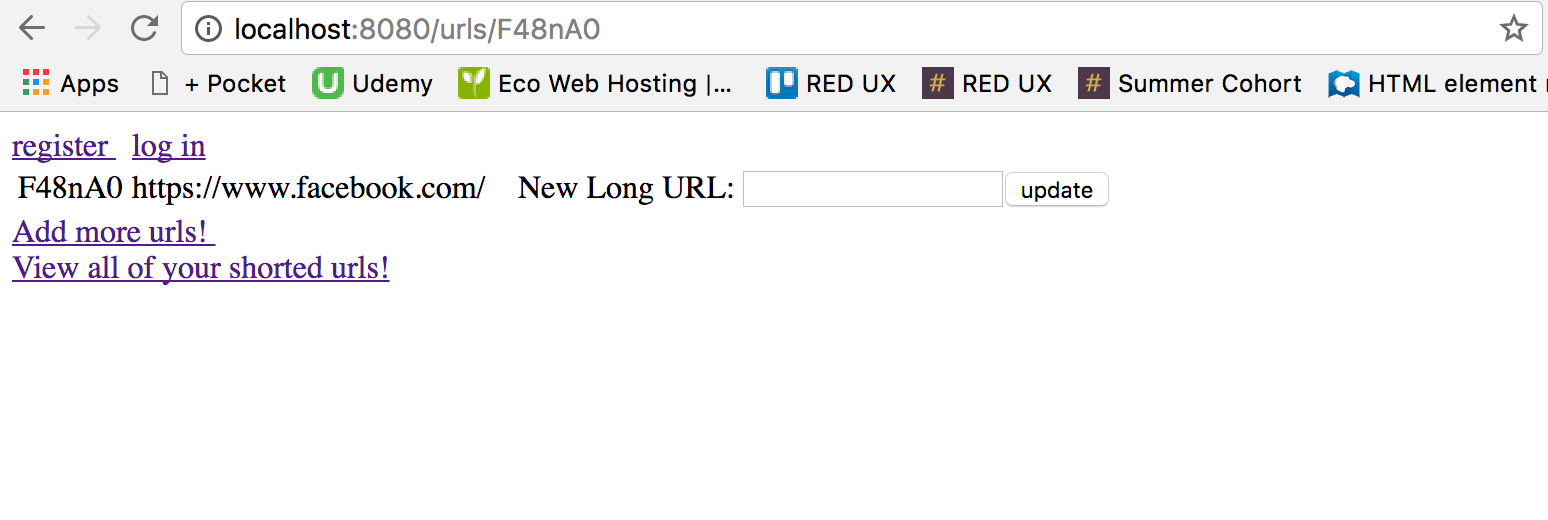 localhost:8080/urls/F48nA0
Apps + Pocket Udemy Eco Web Hosting |... RED UX # RED UX # Summer Cohort HTML element
register log in
F48nA0 https://www.facebook.com/ New Long URL: update
Add more urls!
View all of your shorted urls!